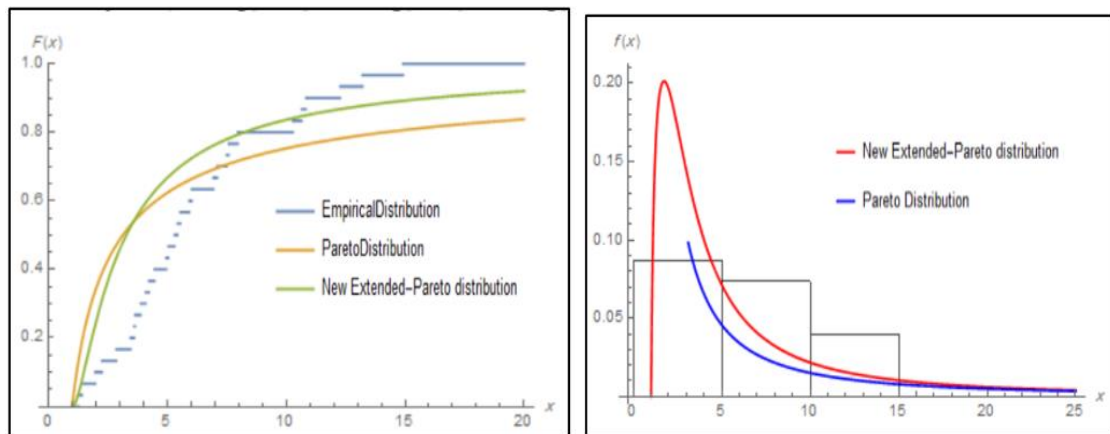 F(x)
1.0
0.8
0.6
0.4
0.2
0
5
10
15
20
x
EmpiricalDistribution
ParetoDistribution
New Extended-Pareto distribution
f(x)
0.20
0.15
0.10
0.05
0
5
10
15
20
25
x
New Extended-Pareto distribution
Pareto Distribution